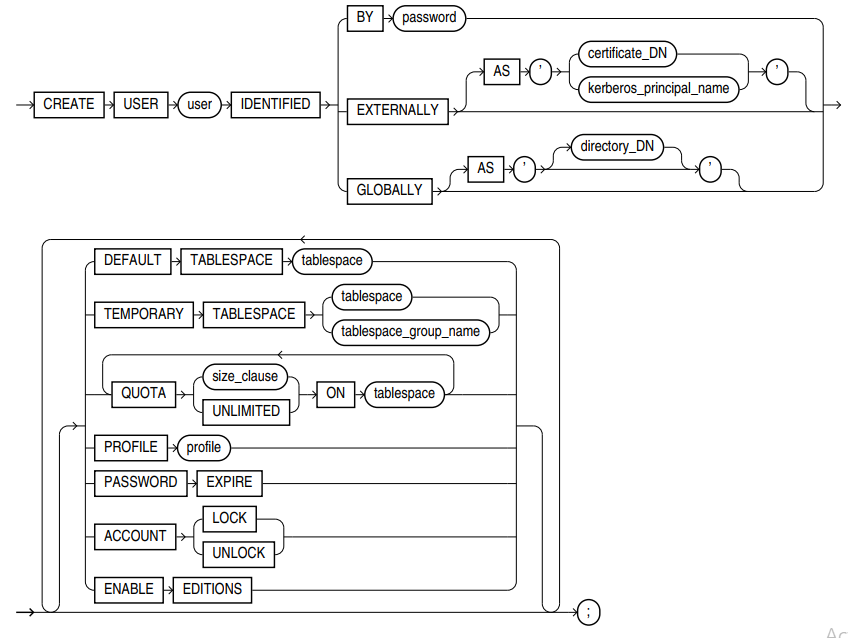 BY password
AS ' certificate_DN '
kerberos_principal_name
CREATE USER user IDENTIFIED EXTERNALLY
directory_DN
AS ' '
GLOBALLY
DEFAULT TABLESPACE tablespace
tablespace
TEMPORARY TABLESPACE
tablespace_group_name
size_clause
QUOTA ON tablespace
UNLIMITED
PROFILE profile
PASSWORD EXPIRE
LOCK
ACCOUNT
UNLOCK
ENABLE EDITIONS
;
Ac